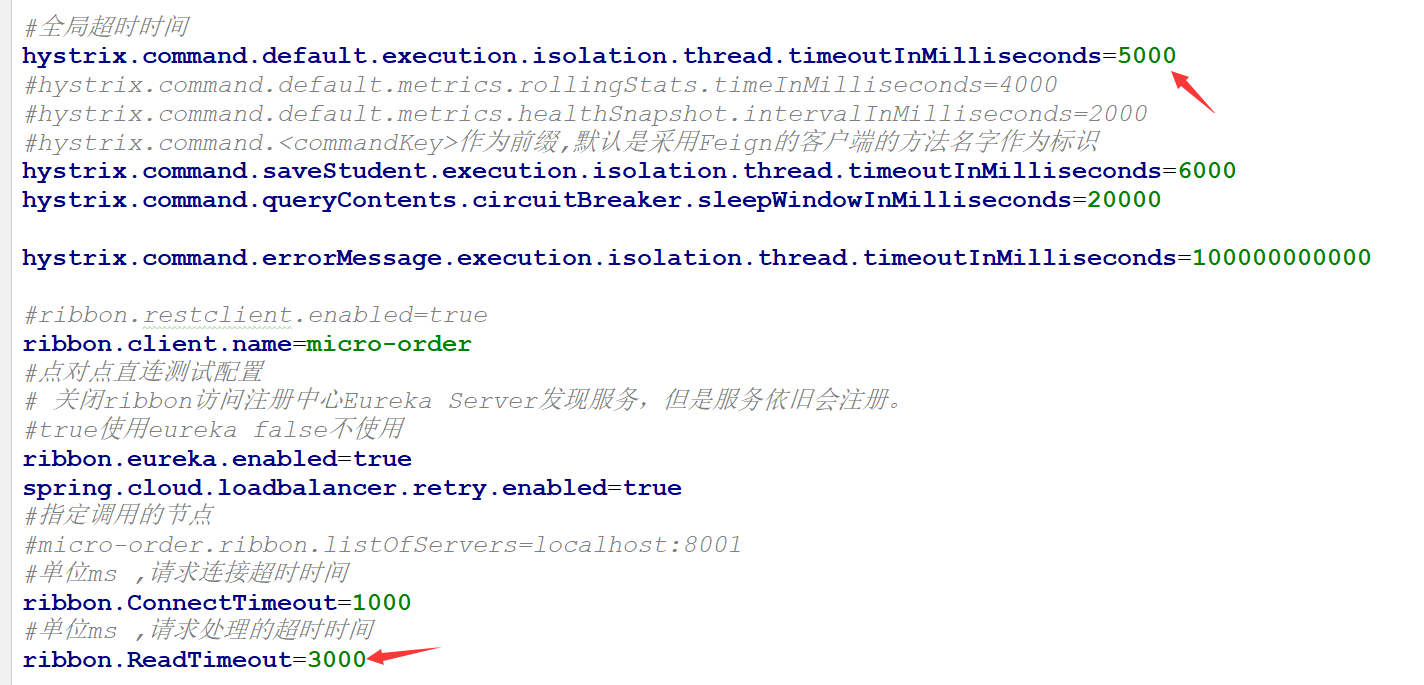 #全局超时时间
hystrix.command.default.execution.isolation.thread.timeoutInMilliseconds=5000
#hystrix.command.default.metrics.rollingStats.timeInMilliseconds=4000
#hystrix.command.default.metrics.healthSnapshot.intervalInMilliseconds=2000
#hystrix.command.<commandKey>作为前缀,默认是采用Feign的客户端的方法名字作为标识
hystrix.command.saveStudent.execution.isolation.thread.timeoutInMilliseconds=6000
hystrix.command.queryContents.circuitBreaker.sleepWindowInMilliseconds=20000
hystrix.command.errorMessage.execution.isolation.thread.timeoutInMilliseconds=100000000000
#ribbon.restclient.enabled=true
ribbon.client.name=micro-order
#点对点直连测试配置
# 关闭ribbon访问注册中心Eureka Server发现服务，但是服务依旧会注册。
#true使用eureka false不使用
ribbon.eureka.enabled=true
spring.cloud.loadbalancer.retry.enabled=true
#指定调用的节点
#micro-order.ribbon.listOfServers=localhost:8001
#单位ms ,请求连接超时时间
ribbon.ConnectTimeout=1000
#单位ms ,请求处理的超时时间
ribbon.ReadTimeout=3000